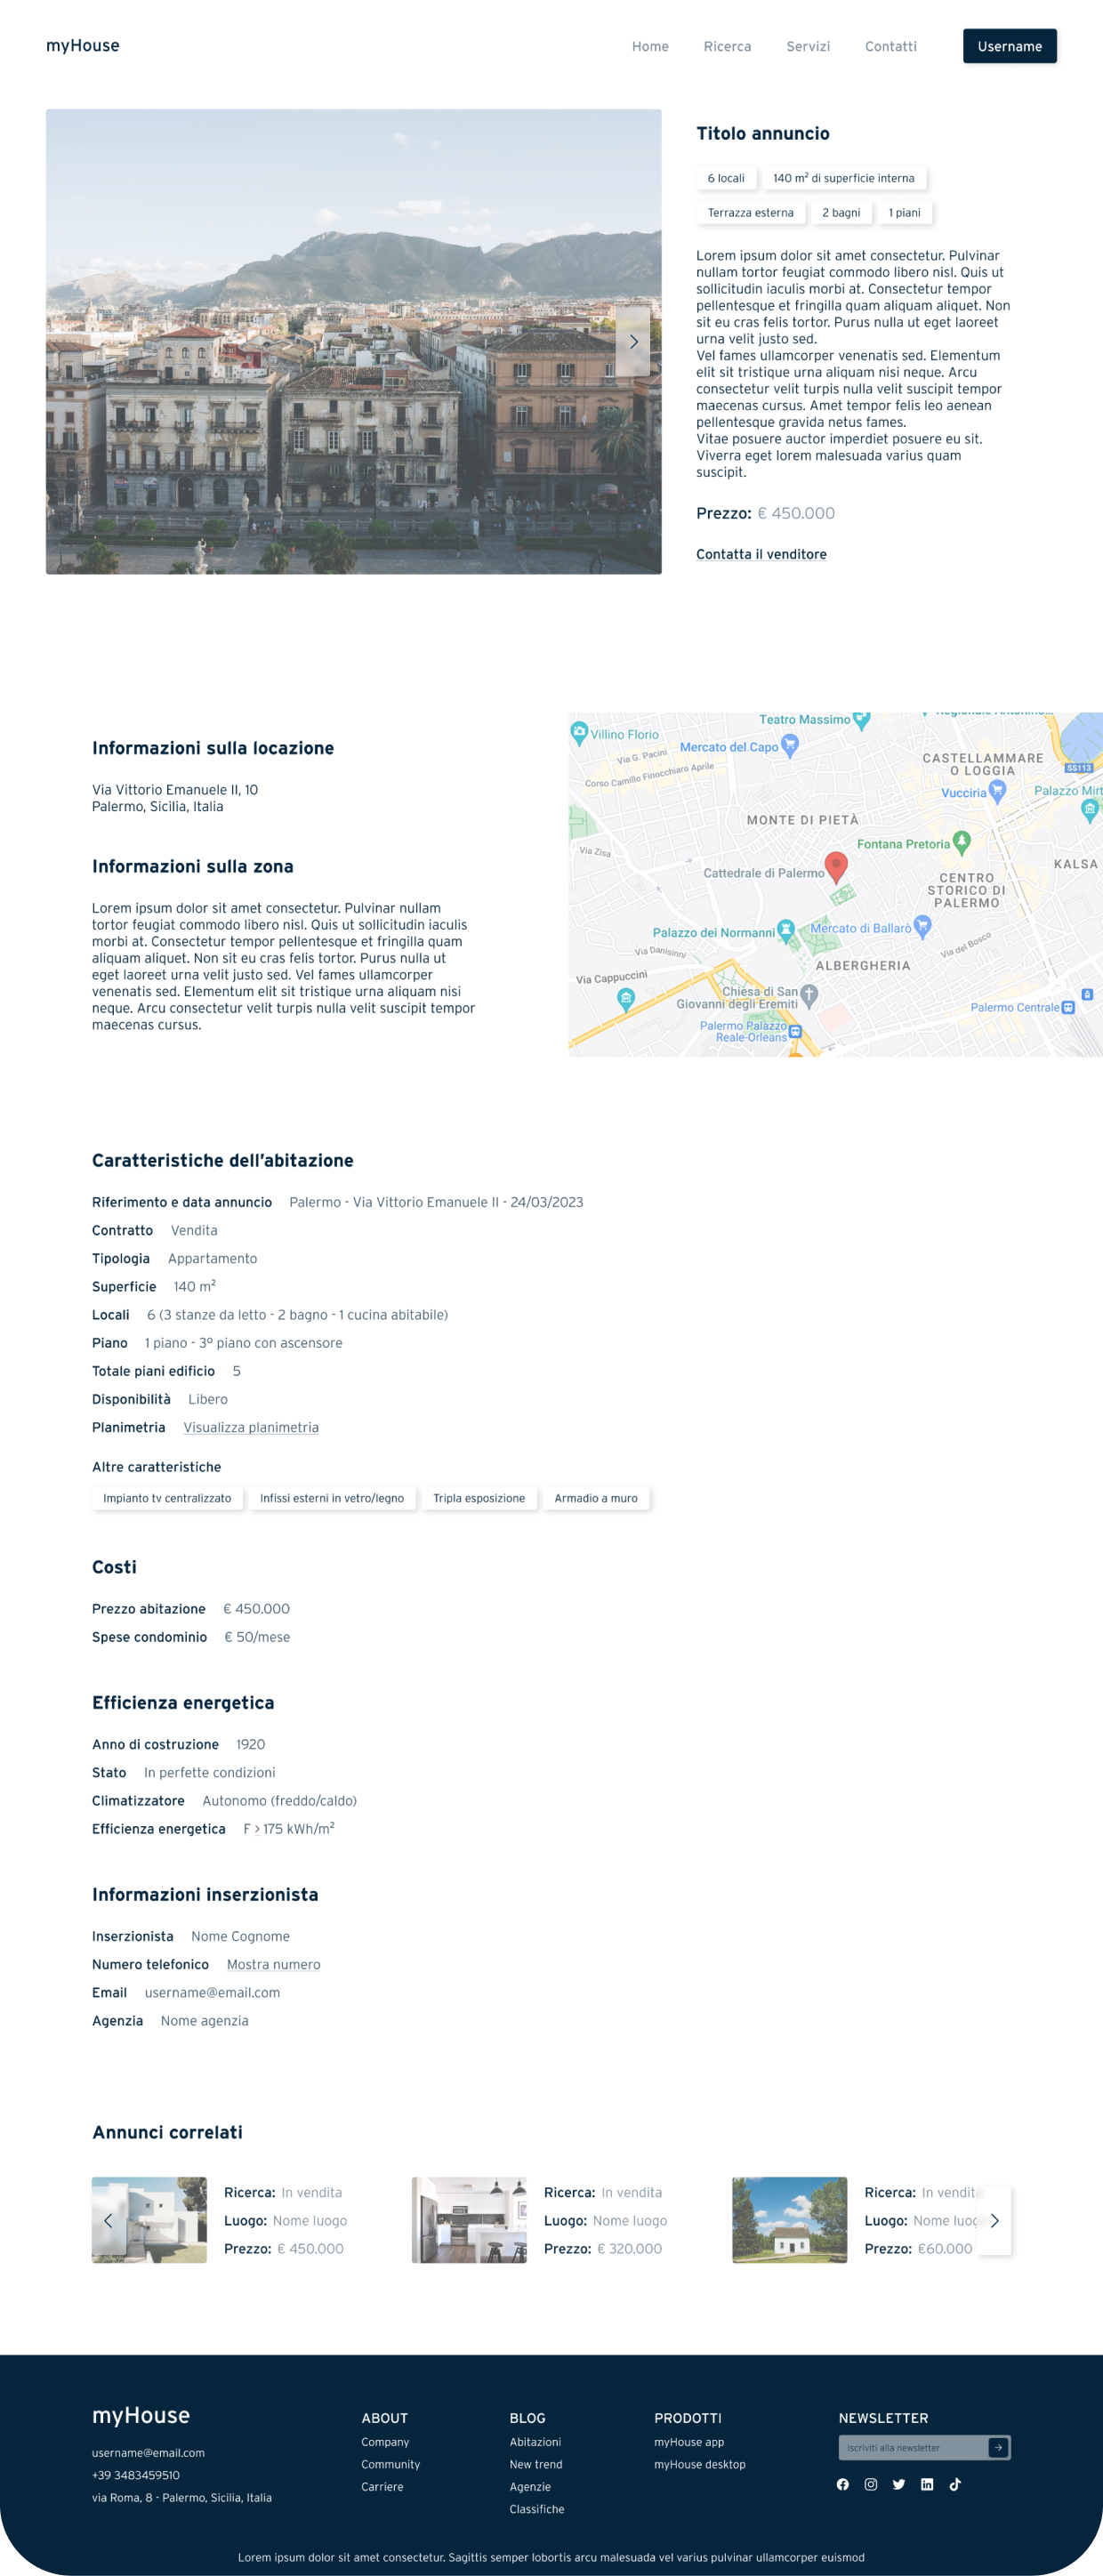 myHouse
Home
Ricerca
Servizi
Contatti
Username
Titolo annuncio
6 locali
140 m² di superficie interna
Terrazza esterna
2 bagni
1 piani
Lorem ipsum dolor sit amet consectetur. Pulvinar
nullam tortor feugiat commodo libero nisl. Quis ut
sollicitudin iaculis morbi at. Consectetur tempor
pellentesque et fringilla quam aliquam aliquet. Non
sit eu cras felis tortor. Purus nulla ut eget laoreet
urna velit justo sed.
Vel fames ullamcorper venenatis sed. Elementum
elit sit tristique urna aliquam nisi neque. Arcu
consectetur velit turpis nulla velit suscipit tempor
maecenas cursus. Amet tempor felis leo aenean
pellentesque gravida netus fames.
Vitae posuere auctor imperdiet posuere eu sit.
Viverra eget lorem malesuada varius quam
suscipit.
Prezzo: € 450.000
Contatta il venditore
Informazioni sulla locazione
Via Vittorio Emanuele II, 10
Palermo, Sicilia, Italia
Informazioni sulla zona
Lorem ipsum dolor sit amet consectetur. Pulvinar nullam
tortor feugiat commodo libero nisl. Quis ut sollicitudin iaculis
morbi at. Consectetur tempor pellentesque et fringilla quam
aliquam aliquet. Non sit eu cras felis tortor. Purus nulla ut
eget laoreet urna velit justo sed. Vel fames ullamcorper
venenatis sed. Elementum elit sit tristique urna aliquam nisi
neque. Arcu consectetur velit turpis nulla velit suscipit tempor
maecenas cursus.
Teatro Massimo
Villino Florio
Mercato del Capo
Via G. Pacini
Corso Camillo Finocchiaro Aprile
CASTELLAMMARE
O LOGGIA
SS113
Vucciria
Palazzo Mirt
MONTE DI PIETÀ
Fontana Pretoria
Via Zisa
Cattedrale di Palermo
KALSA
CENTRO
STORICO DI
PALERMO
Palazzo dei Normanni
Mercato di Ballarò
Via Danisinni
Via del Bosco
ALBERGHERIA
Via Cappuccini
Chiesa di San
Giovanni degli Eremiti
Palermo Centrale
Palermo Palazzo
Reale-Orleans
Caratteristiche dell'abitazione
Riferimento e data annuncio Palermo - Via Vittorio Emanuele II - 24/03/2023
Contratto Vendita
Tipologia Appartamento
Superficie 140 m²
Locali 6 (3 stanze da letto - 2 bagno - 1 cucina abitabile)
Piano 1 piano - 3° piano con ascensore
Totale piani edificio 5
Disponibilità Libero
Planimetria Visualizza planimetria
Altre caratteristiche
Impianto tv centralizzato
Infissi esterni in vetro/legno
Tripla esposizione
Armadio a muro
Costi
Prezzo abitazione € 450.000
Spese condominio € 50/mese
Efficienza energetica
Anno di costruzione 1920
Stato In perfette condizioni
Climatizzatore Autonomo (freddo/caldo)
Efficienza energetica F > 175 kWh/m²
Informazioni inserzionista
Inserzionista Nome Cognome
Numero telefonico Mostra numero
Email username@email.com
Agenzia Nome agenzia
Annunci correlati
Ricerca: In vendita
Luogo: Nome luogo
Prezzo: € 450.000
Ricerca: In vendita
Luogo: Nome luogo
Prezzo: € 320.000
Ricerca: In vendita
Luogo: Nome luog
Prezzo: €60.000
myHouse
username@email.com
+39 3483459510
via Roma, 8 - Palermo, Sicilia, Italia
ABOUT
Company
Community
Carriere
BLOG
Abitazioni
New trend
Agenzie
Classifiche
PRODOTTI
myHouse app
myHouse desktop
NEWSLETTER
Iscriviti alla newsletter
Lorem ipsum dolor sit amet consectetur. Sagittis semper lobortis arcu malesuada vel varius pulvinar ullamcorper euismod